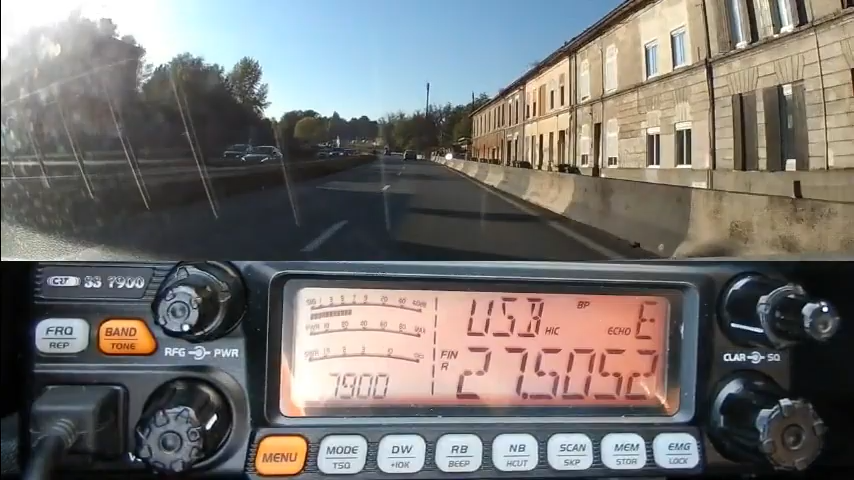 CRT SS 7900
FRQ
REP
BAND
TONE
RFG PWR
USB HIC BP ECHO E
FIN
R
27.5052
7900
CLAR SQ
MENU
MODE
TSQ
DW
+10K
RB
BEEP
NB
HCUT
SCAN
SKP
MEM
STOR
EMG
LOCK